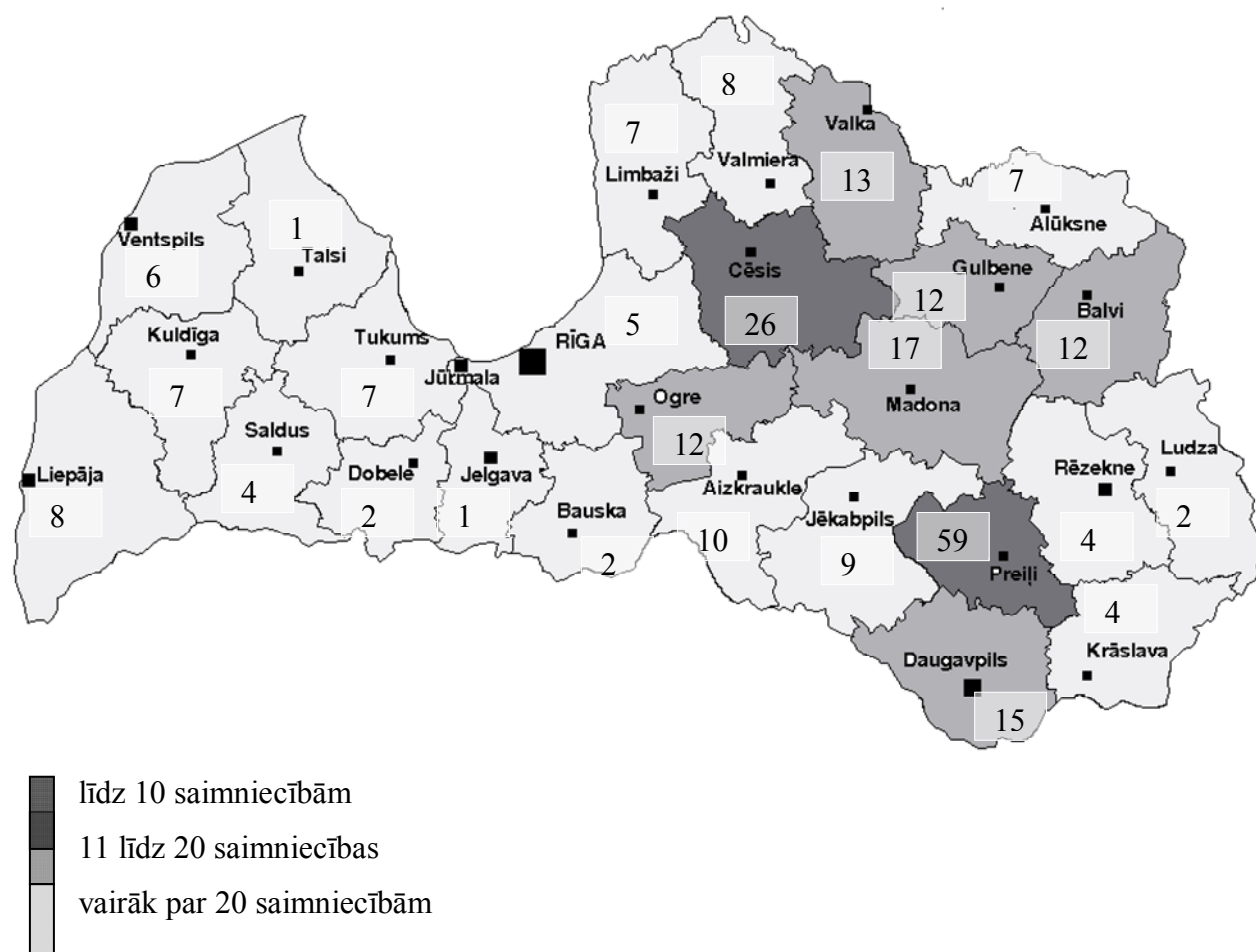 8
Valka
7
Valmiera
Limbaži
13
7
Alūksne
Ventspils
6
1
Talsi
Cēsis
26
Gulbene
12
Balvi
12
Kuldīga
7
Tukums
7
Jūrmala
RĪGA
5
17
Madona
Ogre
12
Saldus
4
Dobele
2
Jelgava
1
Bauska
2
Liepāja
8
Aizkraukle
10
Jēkabpils
9
59
Preiļi
Rēzekne
4
Ludza
2
4
Krāslava
Daugavpils
15
līdz 10 saimniecībām
11 līdz 20 saimniecības
vairāk par 20 saimniecībām